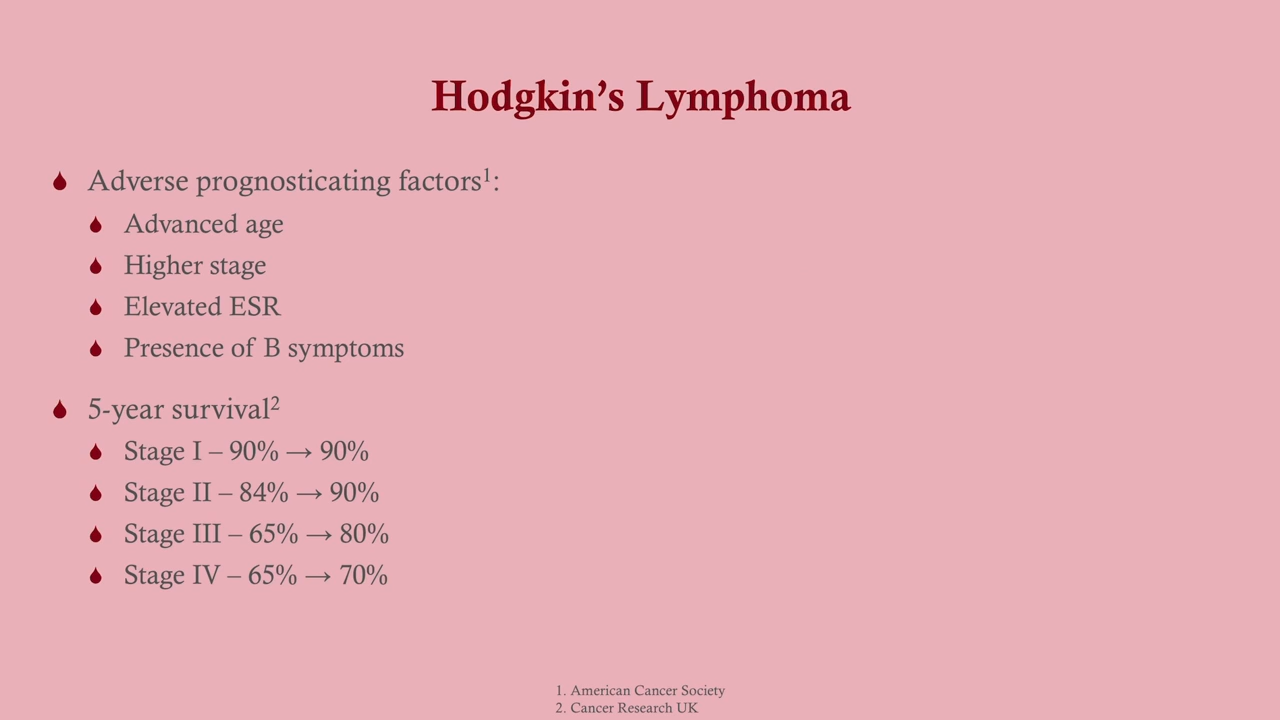 Hodgkin’s Lymphoma
Adverse prognosticating factors¹:
Advanced age
Higher stage
Elevated ESR
Presence of B symptoms
5-year survival²
Stage I – 90% → 90%
Stage II – 84% → 90%
Stage III – 65% → 80%
Stage IV – 65% → 70%
1. American Cancer Society
2. Cancer Research UK